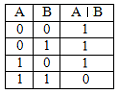 A B A | B
0 0 1
0 1 1
1 0 1
1 1 0